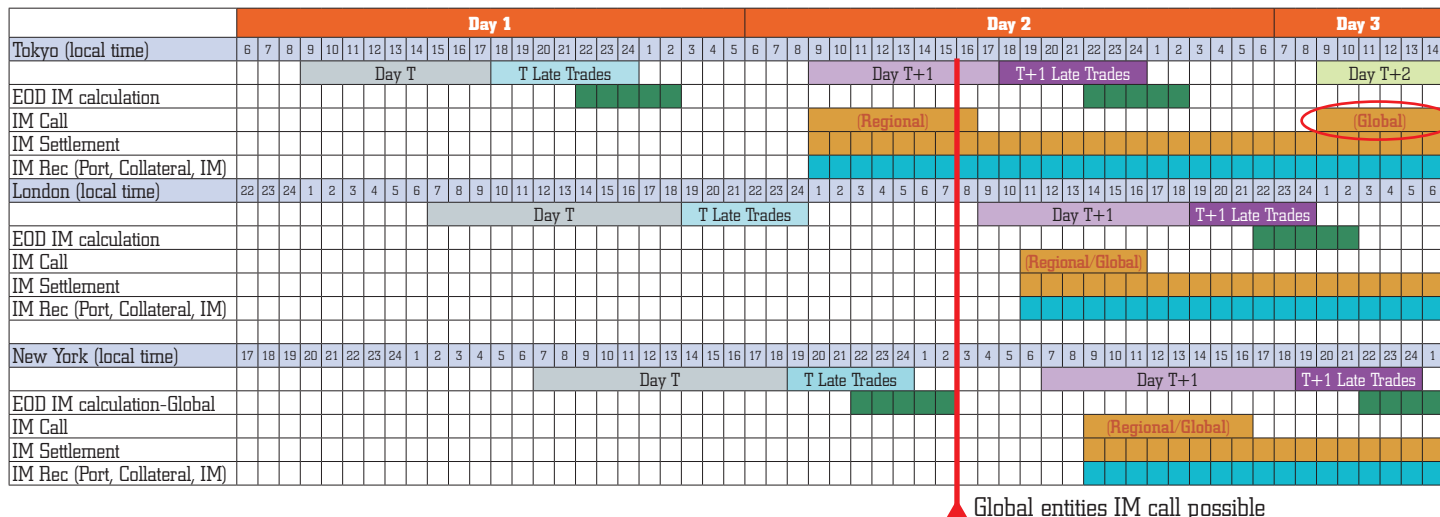 Day 1 Day 2 Day 3
Tokyo (local time) 6 7 8 9 10 11 12 13 14 15 16 17 18 19 20 21 22 23 24 1 2 3 4 5 6 7 8 9 10 11 12 13 14 15 16 17 18 19 20 21 22 23 24 1 2 3 4 5 6 7 8 9 10 11 12 13 14
Day T T Late Trades Day T+1 T+1 Late Trades Day T+2
EOD IM calculation
IM Call (Regional) (Global)
IM Settlement
IM Rec (Port, Collateral, IM)
London (local time) 22 23 24 1 2 3 4 5 6 7 8 9 10 11 12 13 14 15 16 17 18 19 20 21 22 23 24 1 2 3 4 5 6 7 8 9 10 11 12 13 14 15 16 17 18 19 20 21 22 23 24 1 2 3 4 5 6
Day T T Late Trades Day T+1 T+1 Late Trades
EOD IM calculation
IM Call (Regional/Global)
IM Settlement
IM Rec (Port, Collateral, IM)
New York (local time) 17 18 19 20 21 22 23 24 1 2 3 4 5 6 7 8 9 10 11 12 13 14 15 16 17 18 19 20 21 22 23 24 1 2 3 4 5 6 7 8 9 10 11 12 13 14 15 16 17 18 19 20 21 22 23 24 1
Day T T Late Trades Day T+1 T+1 Late Trades
EOD IM calculation-Global
IM Call (Regional/Global)
IM Settlement
IM Rec (Port, Collateral, IM)
Global entities IM call possible